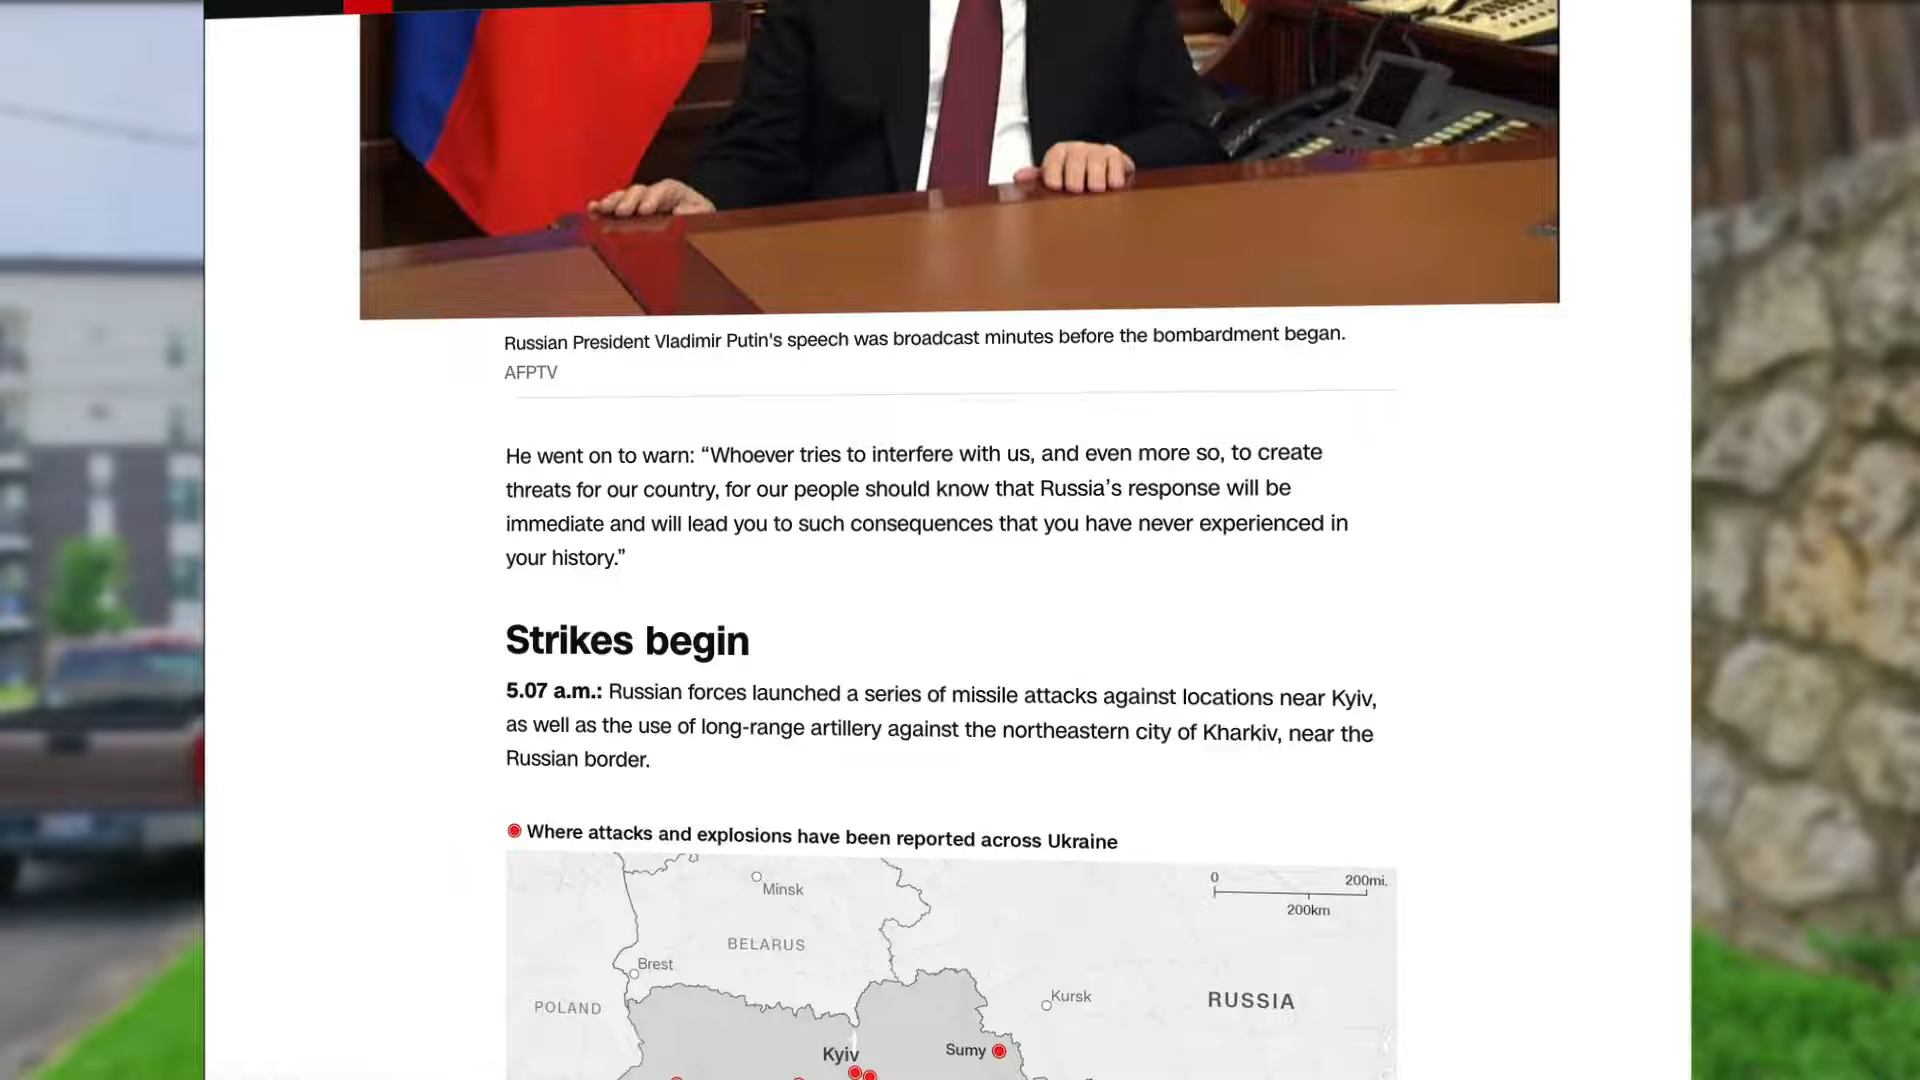 Russian President Vladimir Putin's speech was broadcast minutes before the bombardment began.
AFPTV
He went on to warn: “Whoever tries to interfere with us, and even more so, to create
threats for our country, for our people should know that Russia’s response will be
immediate and will lead you to such consequences that you have never experienced in
your history.”
Strikes begin
5.07 a.m.: Russian forces launched a series of missile attacks against locations near Kyiv,
as well as the use of long-range artillery against the northeastern city of Kharkiv, near the
Russian border.
Where attacks and explosions have been reported across Ukraine
0 200mi.
200km
Minsk
BELARUS
Brest
POLAND
Kursk
RUSSIA
Kyiv
Sumy